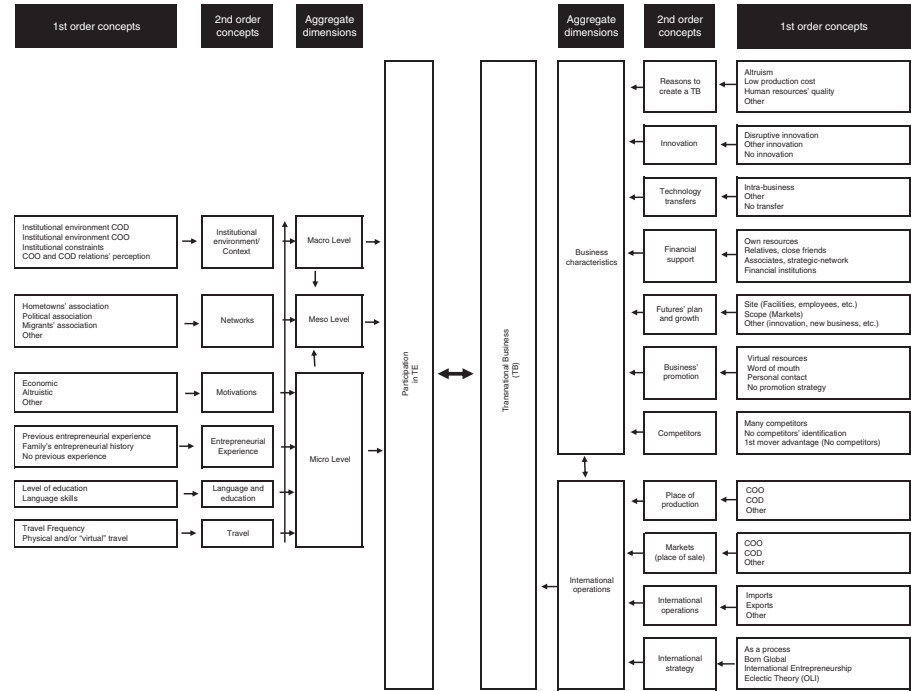 1st order concepts
2nd order
concepts
Aggregate
dimensions
Aggregate
dimensions
2nd order
concepts
1st order concepts
Institutional environment COD
Institutional environment COO
Institutional constraints
COO and COD relations' perception
Institutional
environment/
Context
Macro Level
Hometowns' association
Political association
Migrants' association
Other
Networks
Meso Level
Economic
Altruistic
Other
Motivations
Previous entrepreneurial experience
Family's entrepreneurial history
No previous experience
Entrepreneurial
Experience
Micro Level
Level of education
Language skills
Language and
education
Travel Frequency
Physical and/or "virtual" travel
Travel
Participation
in TE
Transnational Business
(TB)
Business
characteristics
Reasons to
create a TB
Altruism
Low production cost
Human resources' quality
Other
Innovation
Disruptive innovation
Other innovation
No innovation
Technology
transfers
Intra-business
Other
No transfer
Financial
support
Own resources
Relatives, close friends
Associates, strategic-network
Financial institutions
Futures' plan
and growth
Site (Facilities, employees, etc.)
Scope (Markets)
Other (innovation, new business, etc.)
Business'
promotion
Virtual resources
Word of mouth
Personal contact
No promotion strategy
Competitors
Many competitors
No competitors' identification
1st mover advantage (No competitors)
International
operations
Place of
production
COO
COD
Other
Markets
(place of sale)
COO
COD
Other
International
operations
Imports
Exports
Other
International
strategy
As a process
Born Global
International Entrepreneurship
Eclectic Theory (OLI)